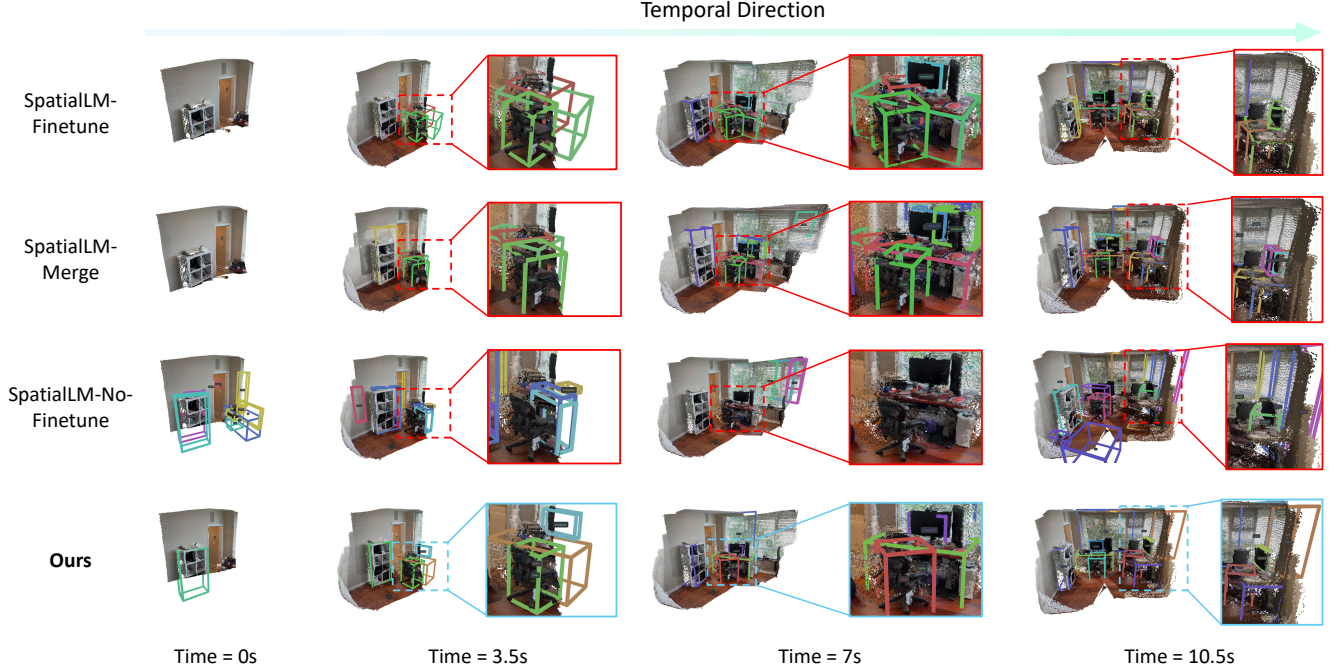 Temporal Direction
SpatialLM-
Finetune
SpatialLM-
Merge
SpatialLM-No-
Finetune
Ours
Time = 0s
Time = 3.5s
Time = 7s
Time = 10.5s